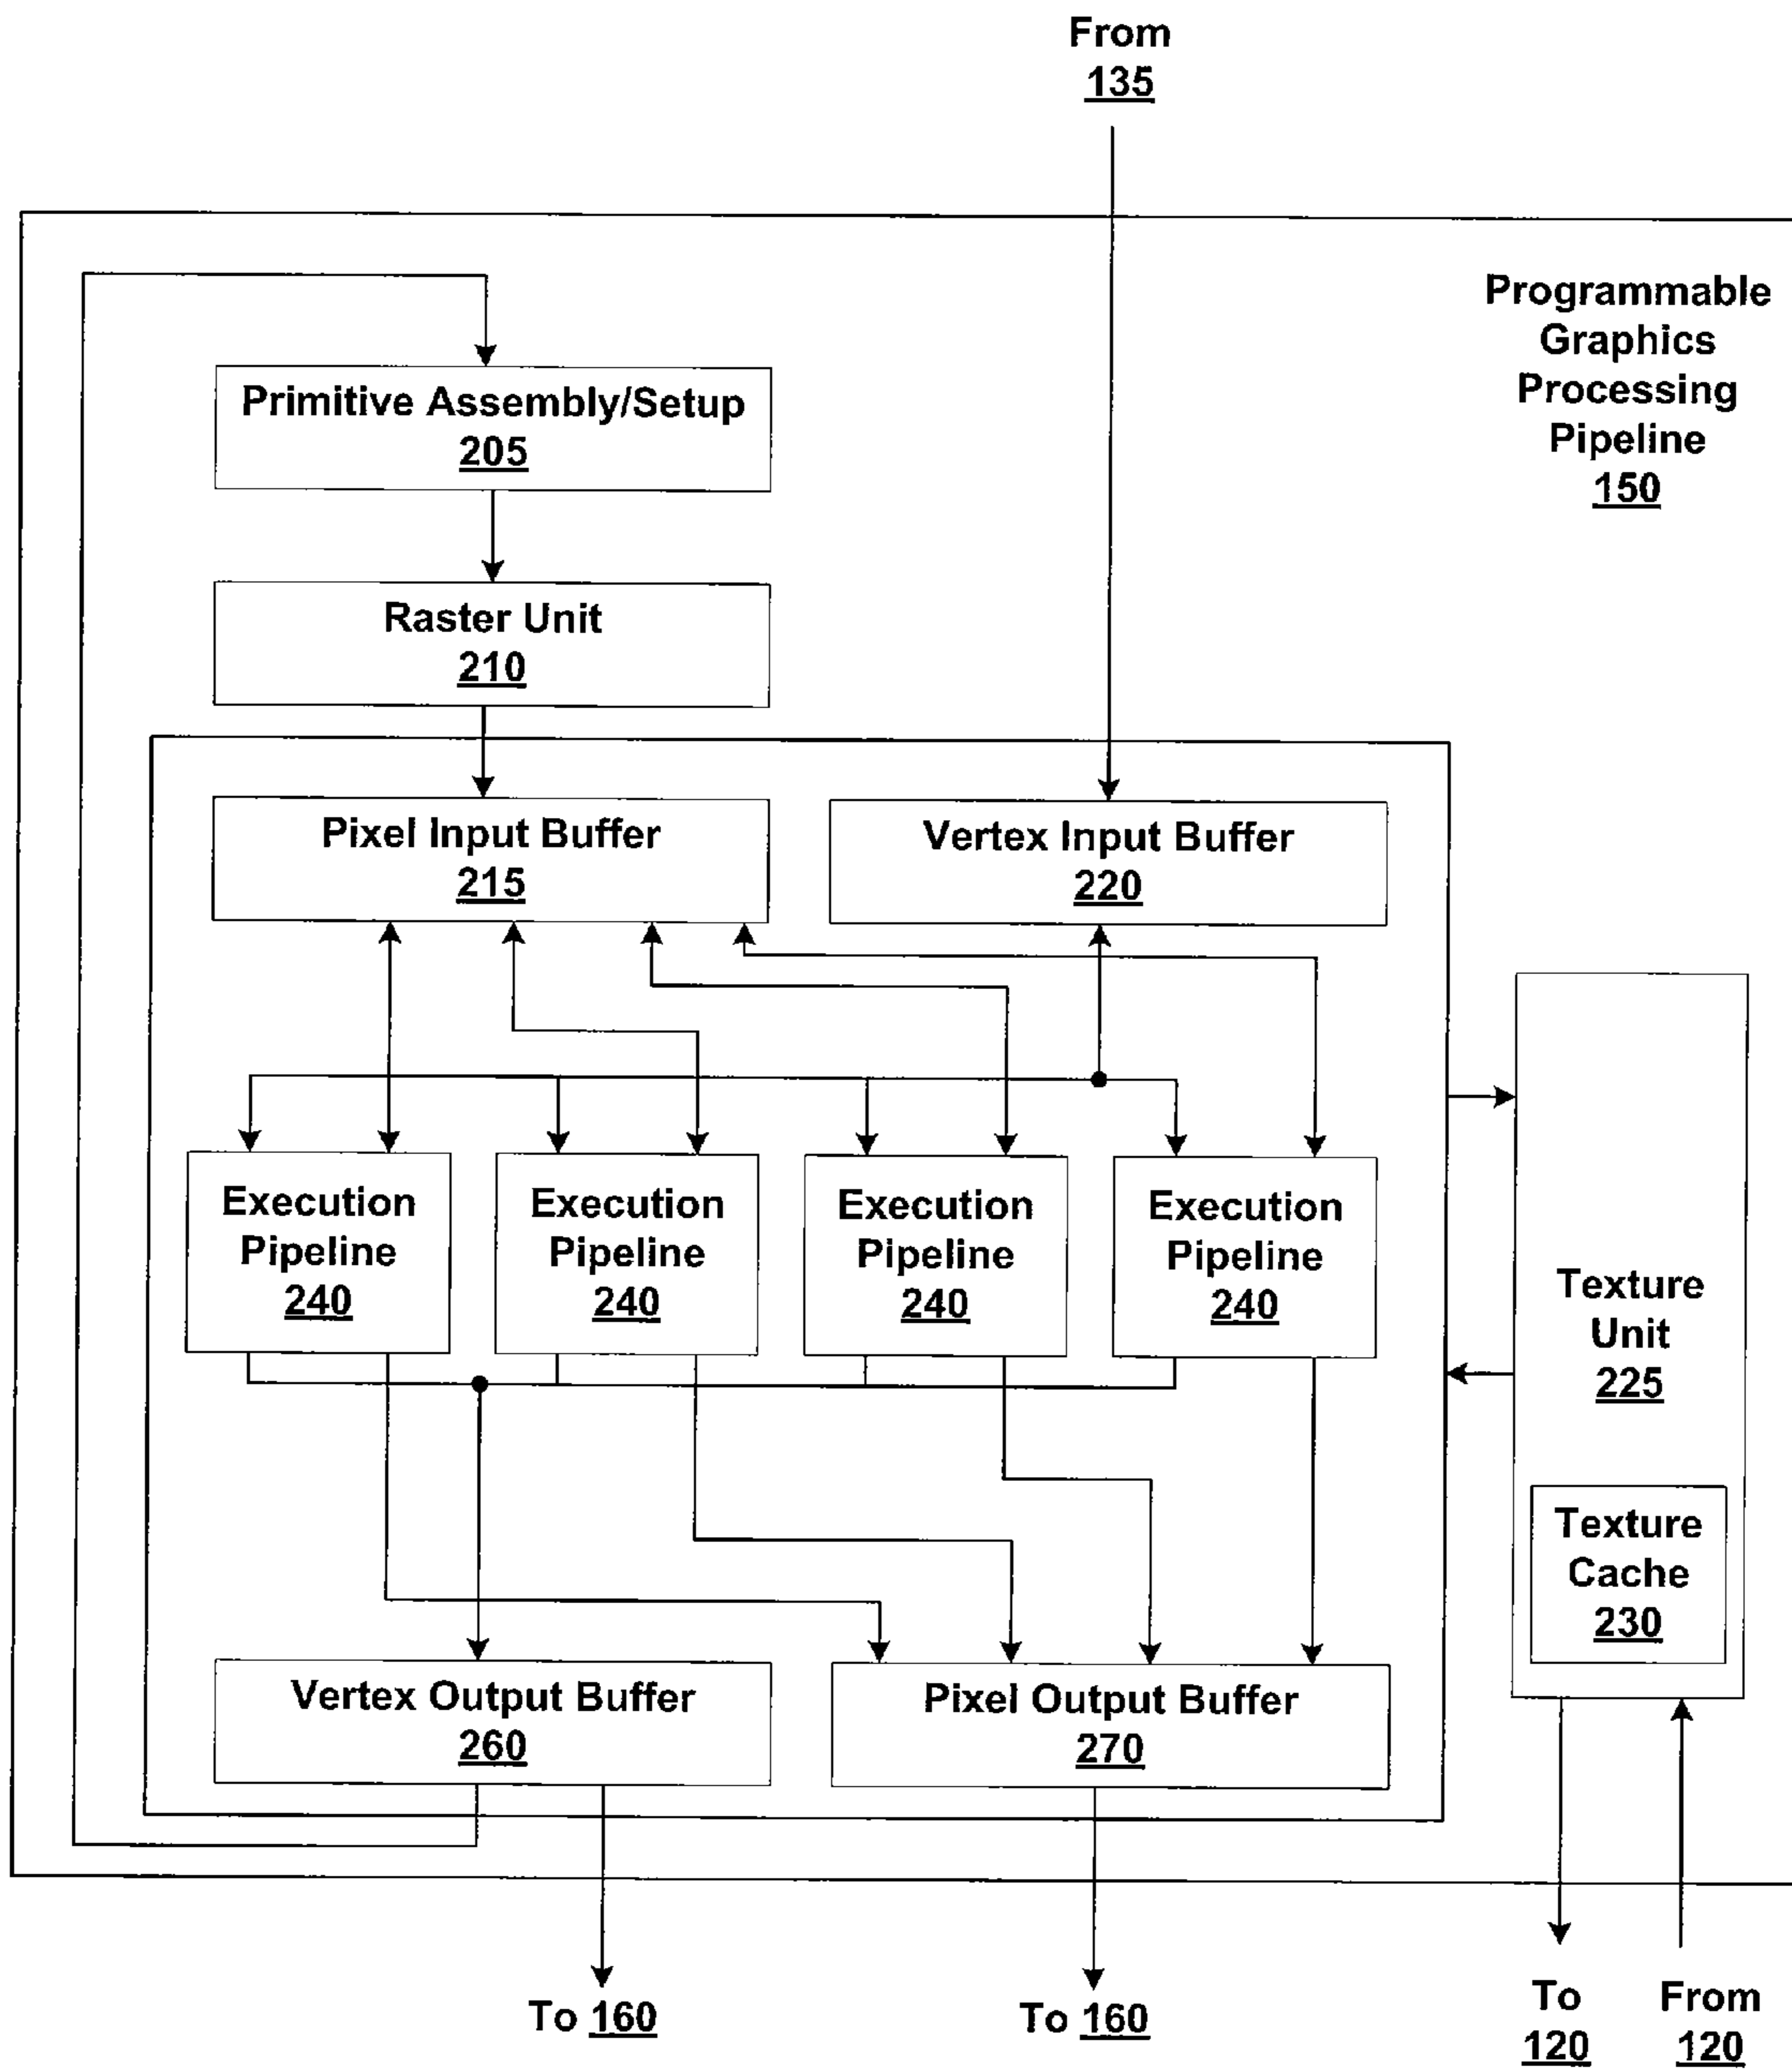 From
135
Programmable
Graphics
Processing
Pipeline
150
Primitive Assembly/Setup
205
Raster Unit
210
Pixel Input Buffer
215
Vertex Input Buffer
220
Execution
Pipeline
240
Execution
Pipeline
240
Execution
Pipeline
240
Execution
Pipeline
240
Texture
Unit
225
Texture
Cache
230
Vertex Output Buffer
260
Pixel Output Buffer
270
To 160
To 160
To
120
From
120